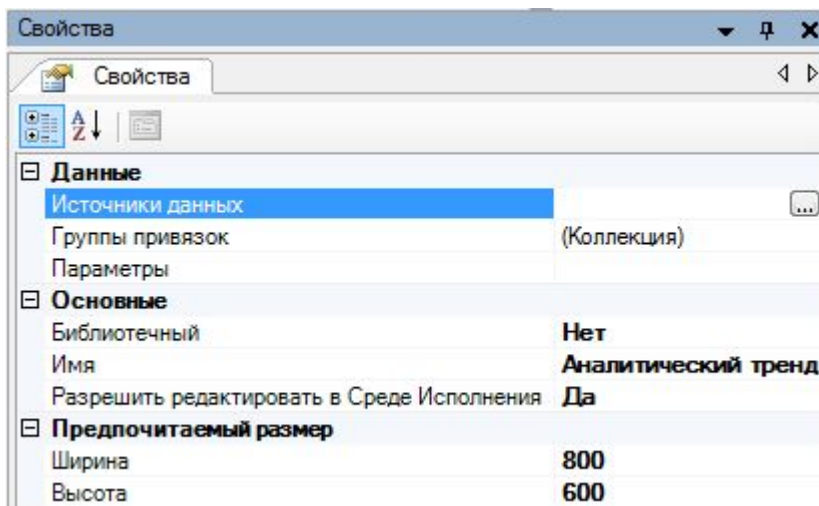 Свойства
Свойства
Данные
Источники данных ...
Группы привязок (Коллекция)
Параметры
Основные
Библиотечный Нет
Имя Аналитический тренд
Разрешить редактировать в Среде Исполнения Да
Предпочитаемый размер
Ширина 800
Высота 600